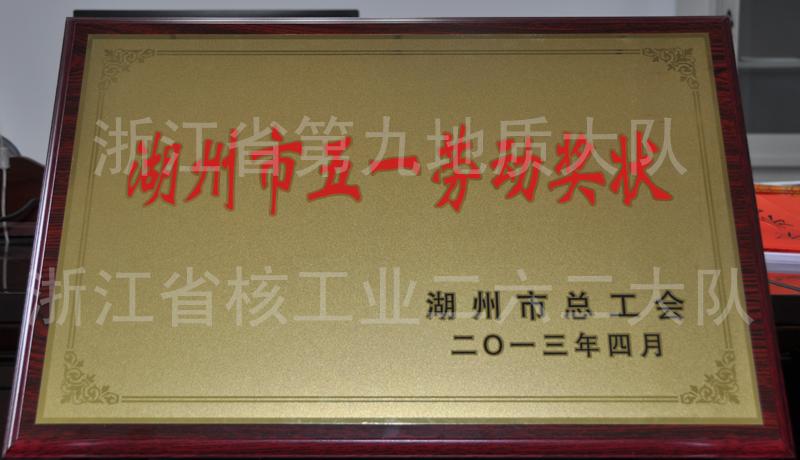 浙江省第九地质大队
湖州市五一劳动奖状
浙江省核工业二六二大队
湖州市总工会
二〇一三年四月